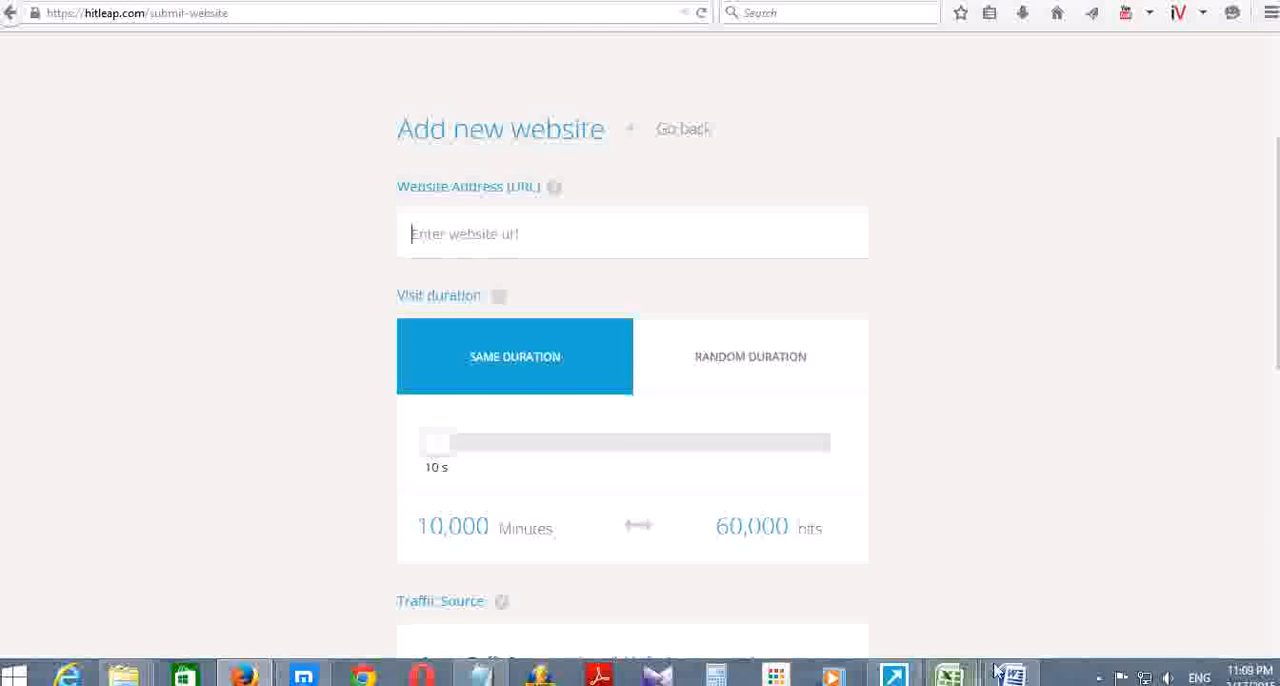 https://hitleap.com/submit-website
Search
Add new website
Go back
Website Address (URL)
Enter website url
Visit duration
SAME DURATION
RANDOM DURATION
10 s
10,000 Minutes
60,000 hits
Traffic Source
ENG
11:09 PM